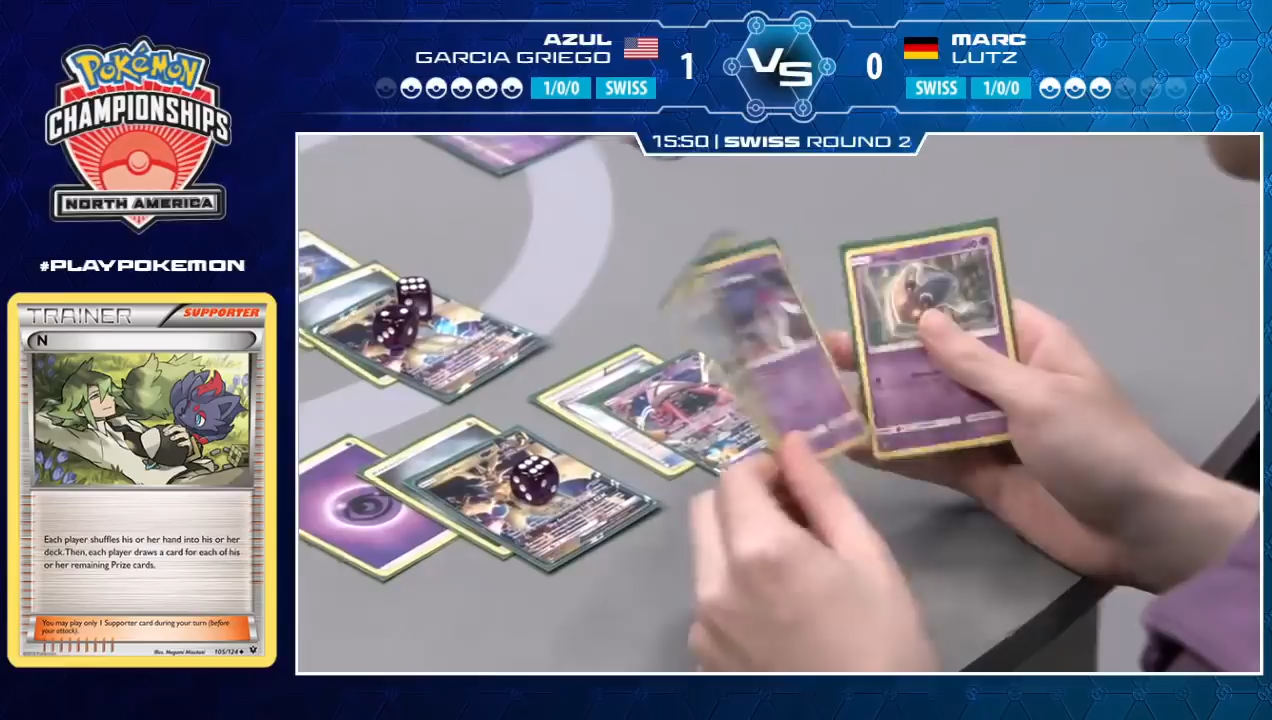 Pokémon
CHAMPIONSHIPS
NORTH AMERICA
#PLAYPOKEMON
AZUL
GARCIA GRIEGO
1/0/0
SWISS
1
VS
0
MARC
LUTZ
SWISS
1/0/0
15:50 | SWISS ROUND 2
TRAINER
SUPPORTER
N
Each player shuffles his or her hand into his or her
deck. Then, each player draws a card for each of his
or her remaining Prize cards.
You may play only 1 Supporter card during your turn (before
your attack).
105/124